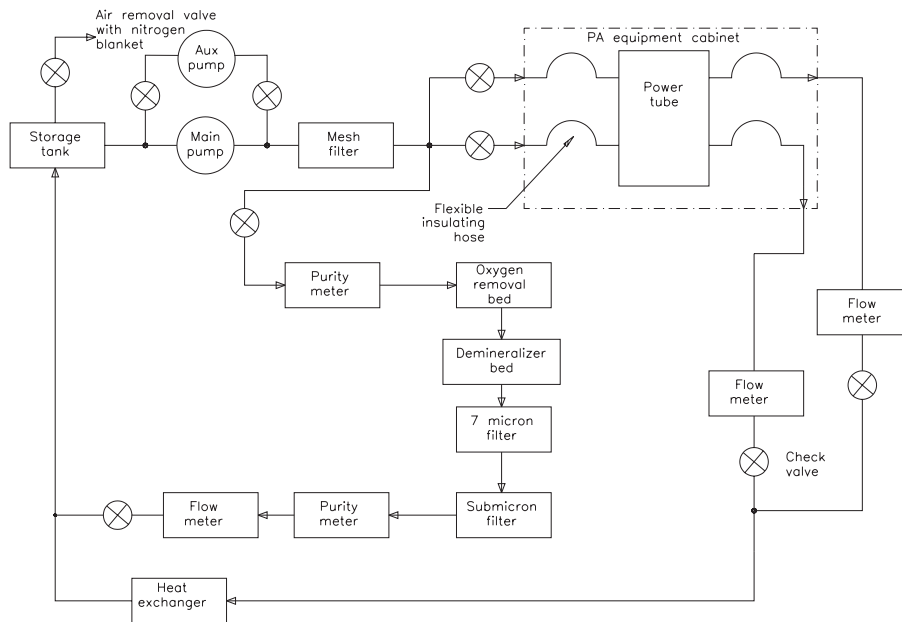 Air removal valve
with nitrogen
blanket
Aux
pump
PA equipment cabinet
Power
tube
Storage
tank
Main
pump
Mesh
filter
Flexible
insulating
hose
Purity
meter
Oxygen
removal
bed
Flow
meter
Demineralizer
bed
Flow
meter
7 micron
filter
Check
valve
Flow
meter
Purity
meter
Submicron
filter
Heat
exchanger